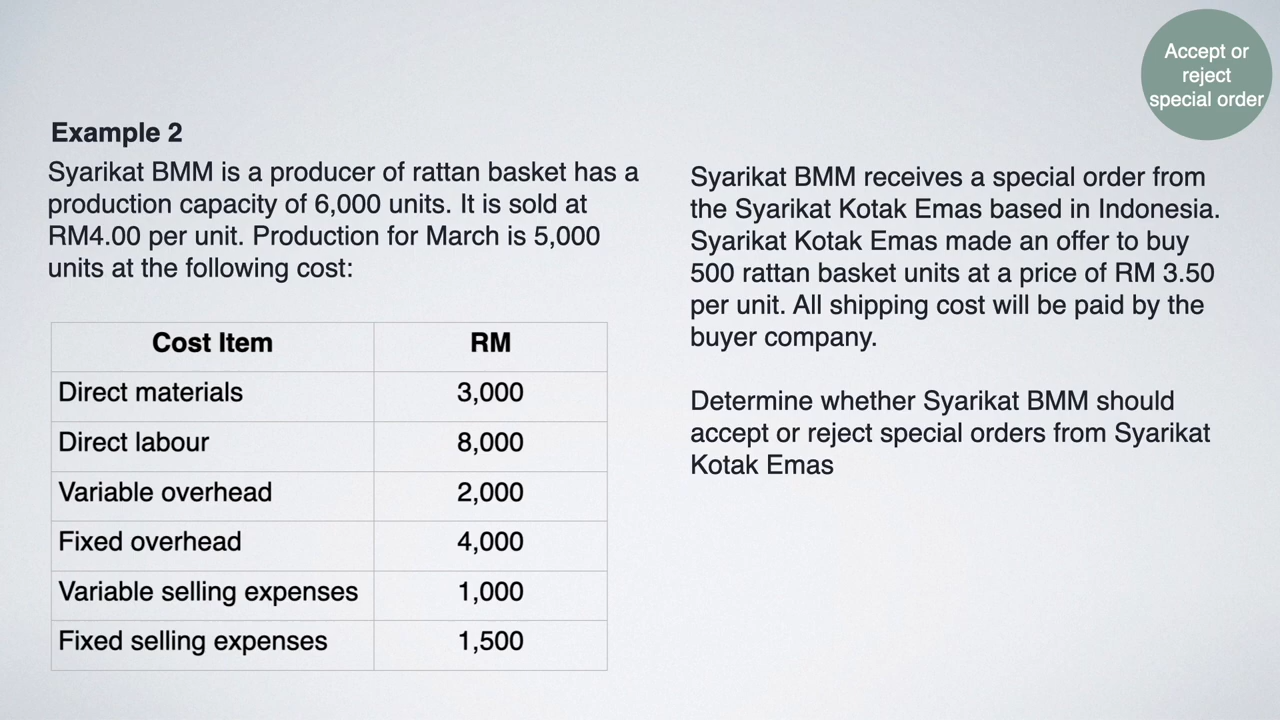 Accept or
reject
special order
Example 2
Syarikat BMM is a producer of rattan basket has a
production capacity of 6,000 units. It is sold at
RM4.00 per unit. Production for March is 5,000
units at the following cost:
Cost Item RM
Direct materials 3,000
Direct labour 8,000
Variable overhead 2,000
Fixed overhead 4,000
Variable selling expenses 1,000
Fixed selling expenses 1,500
Syarikat BMM receives a special order from
the Syarikat Kotak Emas based in Indonesia.
Syarikat Kotak Emas made an offer to buy
500 rattan basket units at a price of RM 3.50
per unit. All shipping cost will be paid by the
buyer company.
Determine whether Syarikat BMM should
accept or reject special orders from Syarikat
Kotak Emas